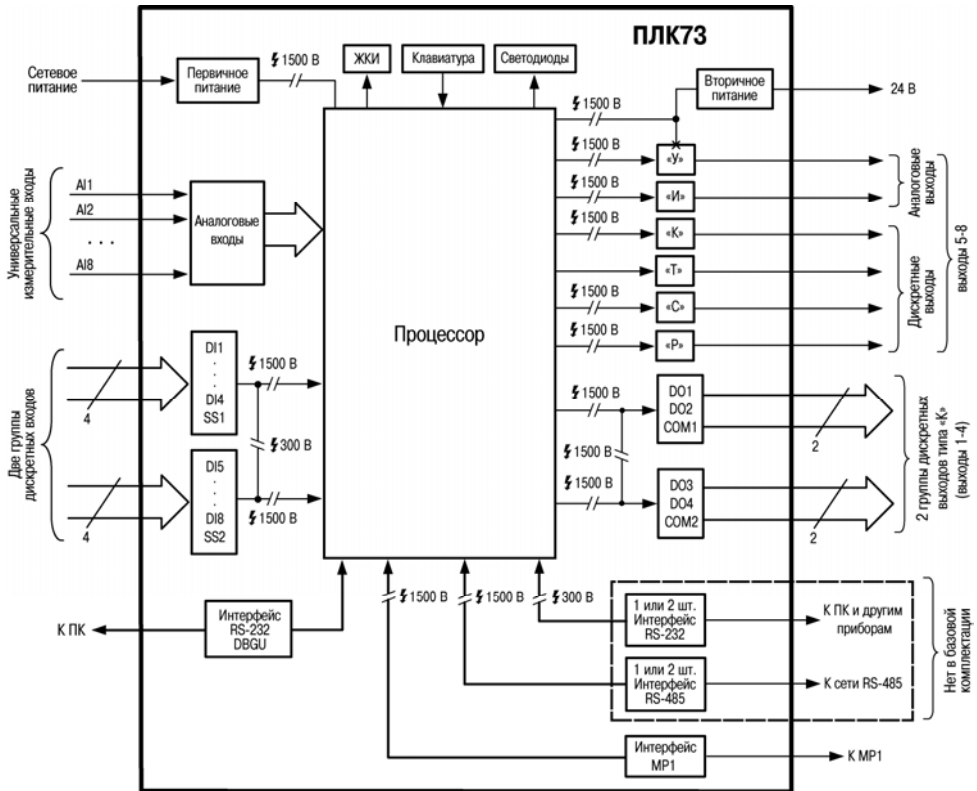 ПЛК73
Сетевое
питание
Первичное
питание
1500 В
ЖКИ
Клавиатура
Светодиоды
1500 В
Вторичное
питание
24 В
Универсальные
измерительные входы
AI1
AI2
. . .
AI8
Аналоговые
входы
Процессор
1500 В
«У»
1500 В
«И»
1500 В
«К»
«Т»
1500 В
«С»
1500 В
«Р»
Аналоговые
выходы
Дискретные
выходы
выходы 5-8
Две группы
дискретных входов
4
DI1
.
.
.
DI4
SS1
1500 В
300 В
4
DI5
.
.
.
DI8
SS2
1500 В
1500 В
DO1
DO2
COM1
2
1500 В
1500 В
DO3
DO4
COM2
2
2 группы дискретных
выходов типа «К»
(выходы 1-4)
1500 В
1500 В
300 В
К ПК
Интерфейс
RS-232
DBGU
1 или 2 шт.
Интерфейс
RS-232
К ПК и другим
приборам
1 или 2 шт.
Интерфейс
RS-485
К сети RS-485
Нет в базовой
комплектации
Интерфейс
МР1
К МР1